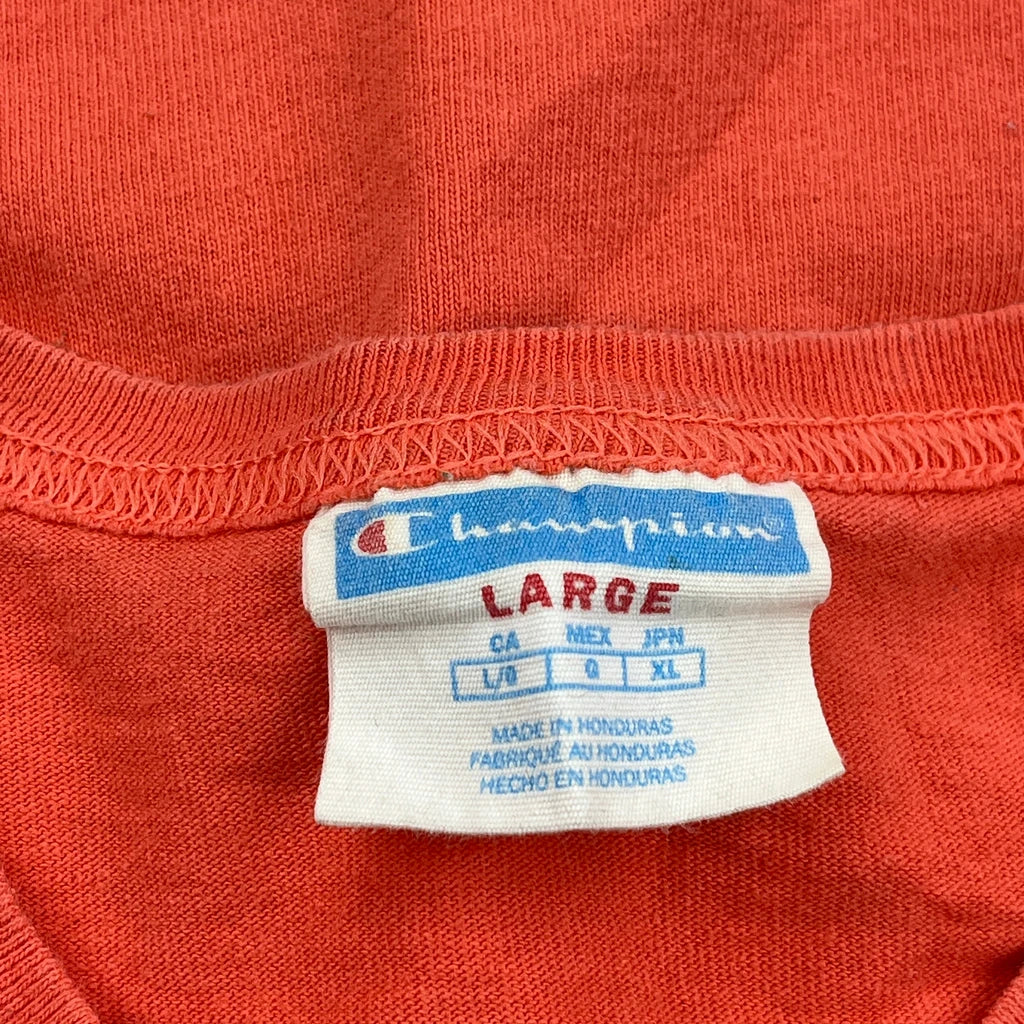 Champion
LARGE
CA MEX JPN
L/G G XL
MADE IN HONDURAS
FABRIQUÉ AU HONDURAS
HECHO EN HONDURAS